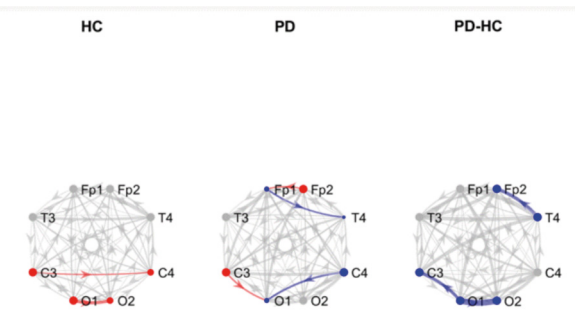 HC PD PD-HC
Fp1 Fp2 Fp1 Fp2 Fp1 Fp2
T3 T4 T3 T4 T3 T4
C3 C4 C3 C4 C3 C4
O1 O2 O1 O2 O1 O2